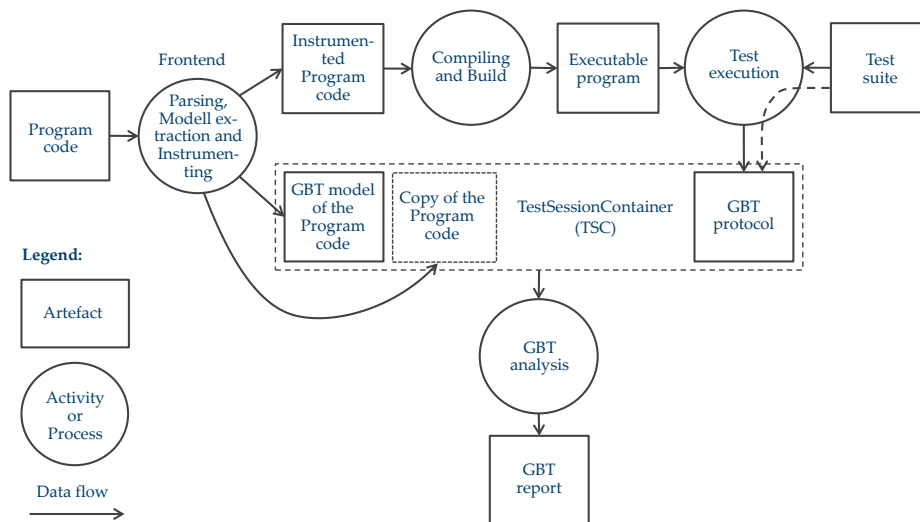 Frontend
Program
code
Parsing,
Modell ex-
traction and
Instrumen-
ting
Instrumen-
ted
Program
code
Compiling
and Build
Executable
program
Test
execution
Test
suite
GBT model
of the
Program
code
Copy of the
Program
code
TestSessionContainer
(TSC)
GBT
protocol
GBT
analysis
GBT
report
Legend:
Artefact
Activity
or
Process
Data flow